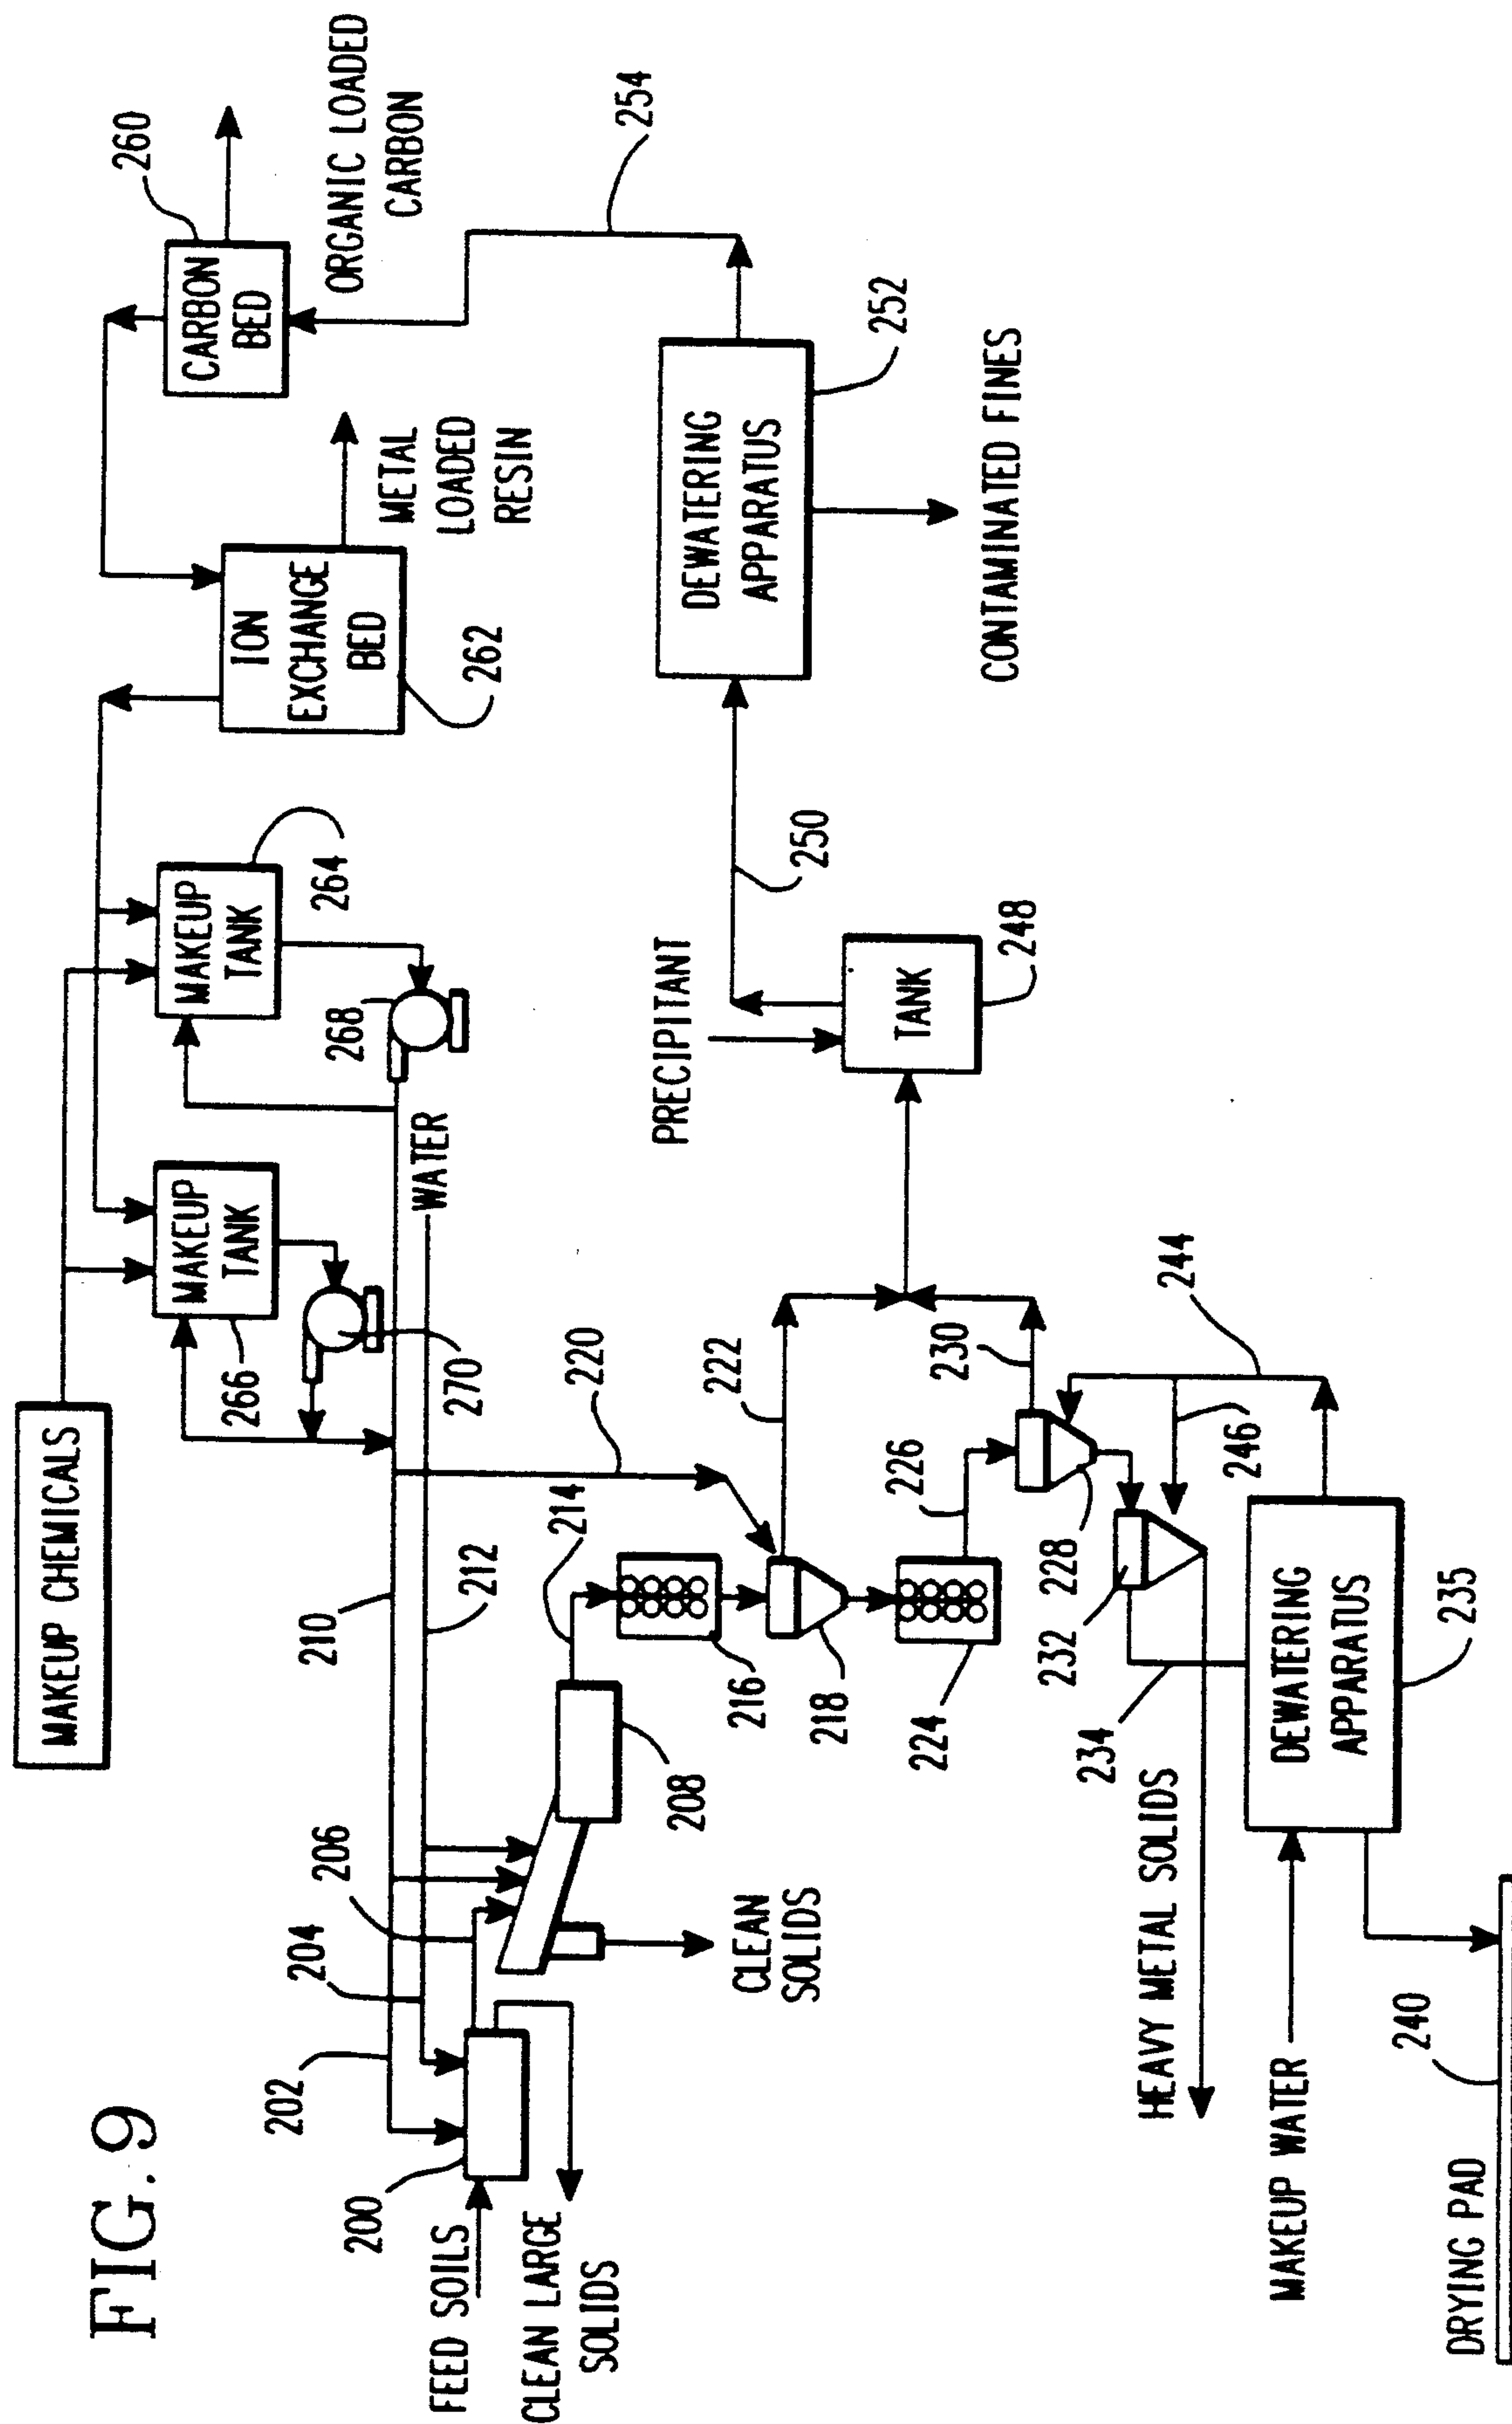 FIG. 9
MAKEUP CHEMICALS
266
MAKEUP
TANK
270
MAKEUP
TANK
264
268
ION
EXCHANGE
BED
262
METAL
LOADED
RESIN
CARBON
BED
260
ORGANIC LOADED
CARBON
254
WATER
202
204
206
210
212
214
220
200
FEED SOILS
CLEAN LARGE
SOLIDS
CLEAN
SOLIDS
208
216
218
222
224
226
228
230
232
234
PRECIPITANT
TANK
248
250
DEWATERING
APPARATUS
252
CONTAMINATED FINES
244
246
HEAVY METAL SOLIDS
MAKEUP WATER
DEWATERING
APPARATUS
235
240
DRYING PAD